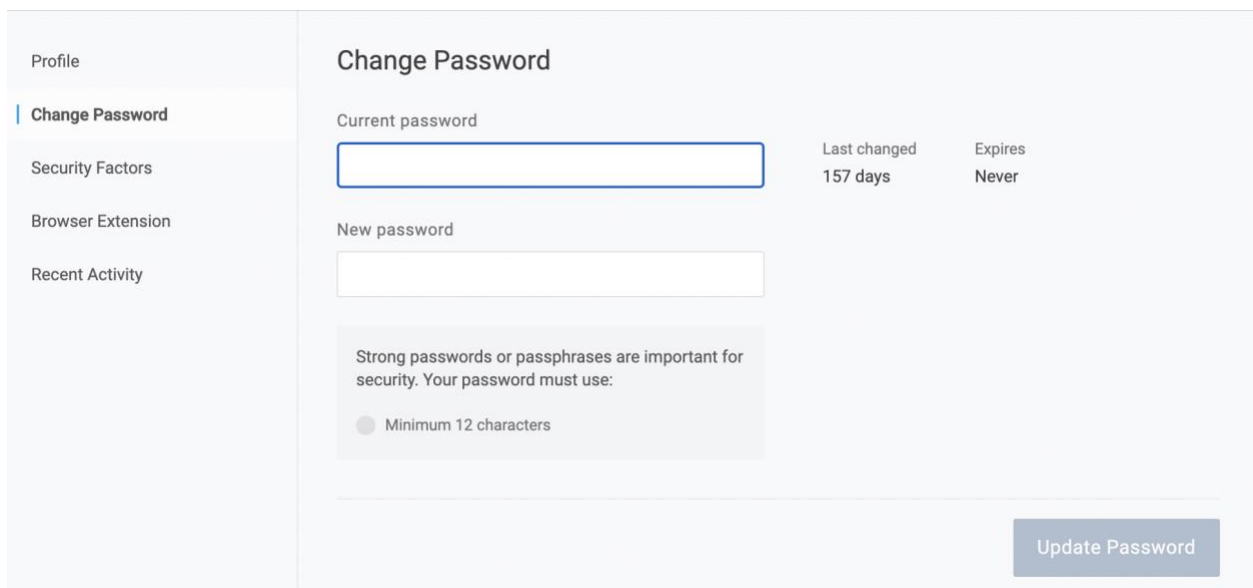 Profile
Change Password
Security Factors
Browser Extension
Recent Activity
Change Password
Current password
Last changed
157 days
Expires
Never
New password
Strong passwords or passphrases are important for
security. Your password must use:
Minimum 12 characters
Update Password